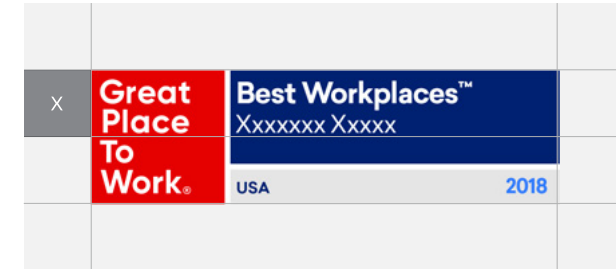 X
Great
Place
To
Work®
Best Workplaces™
Xxxxxxx Xxxxx
USA
2018